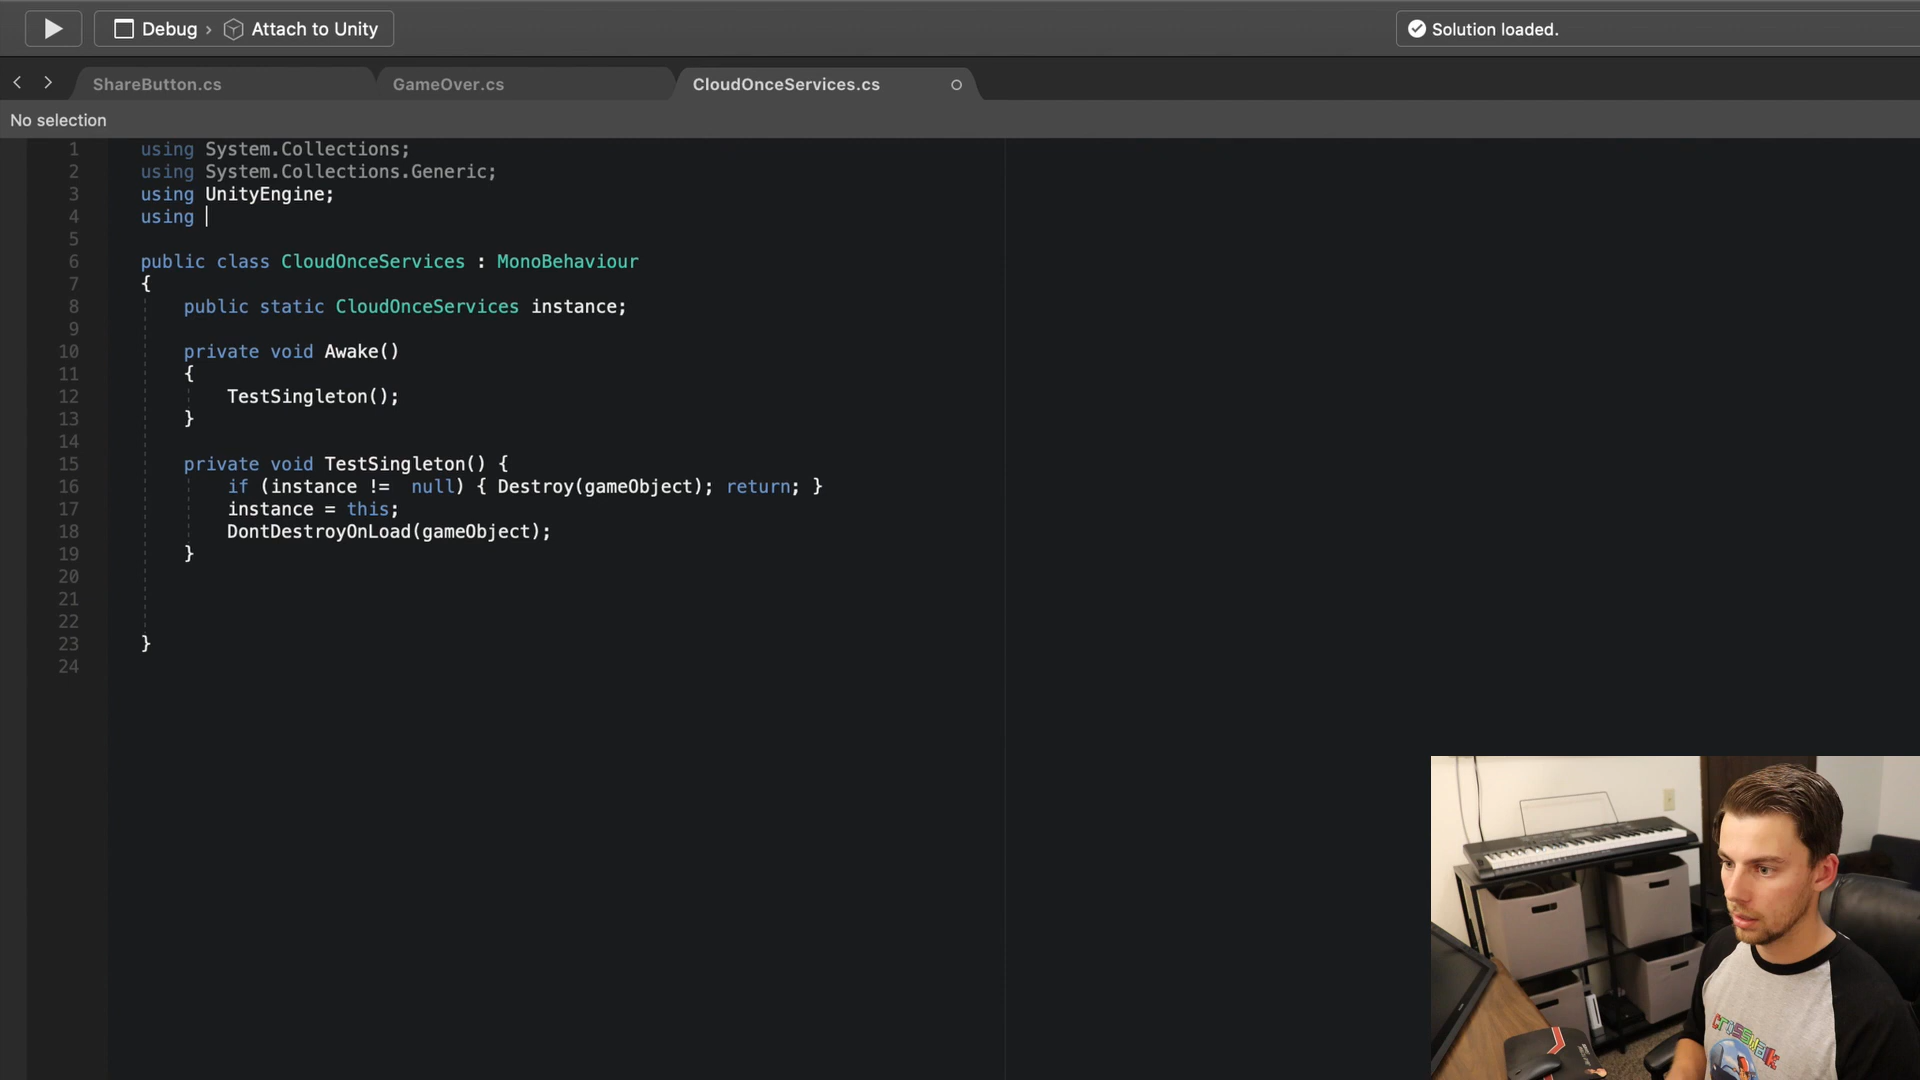 Debug › Attach to Unity
Solution loaded.
ShareButton.cs
GameOver.cs
CloudOnceServices.cs
No selection
1 using System.Collections;
2 using System.Collections.Generic;
3 using UnityEngine;
4 using
5
6 public class CloudOnceServices : MonoBehaviour
7 {
8 public static CloudOnceServices instance;
9
10 private void Awake()
11 {
12 TestSingleton();
13 }
14
15 private void TestSingleton() {
16 if (instance !=  null) { Destroy(gameObject); return; }
17 instance = this;
18 DontDestroyOnLoad(gameObject);
19 }
20
21
22
23 }
24
crosswalk